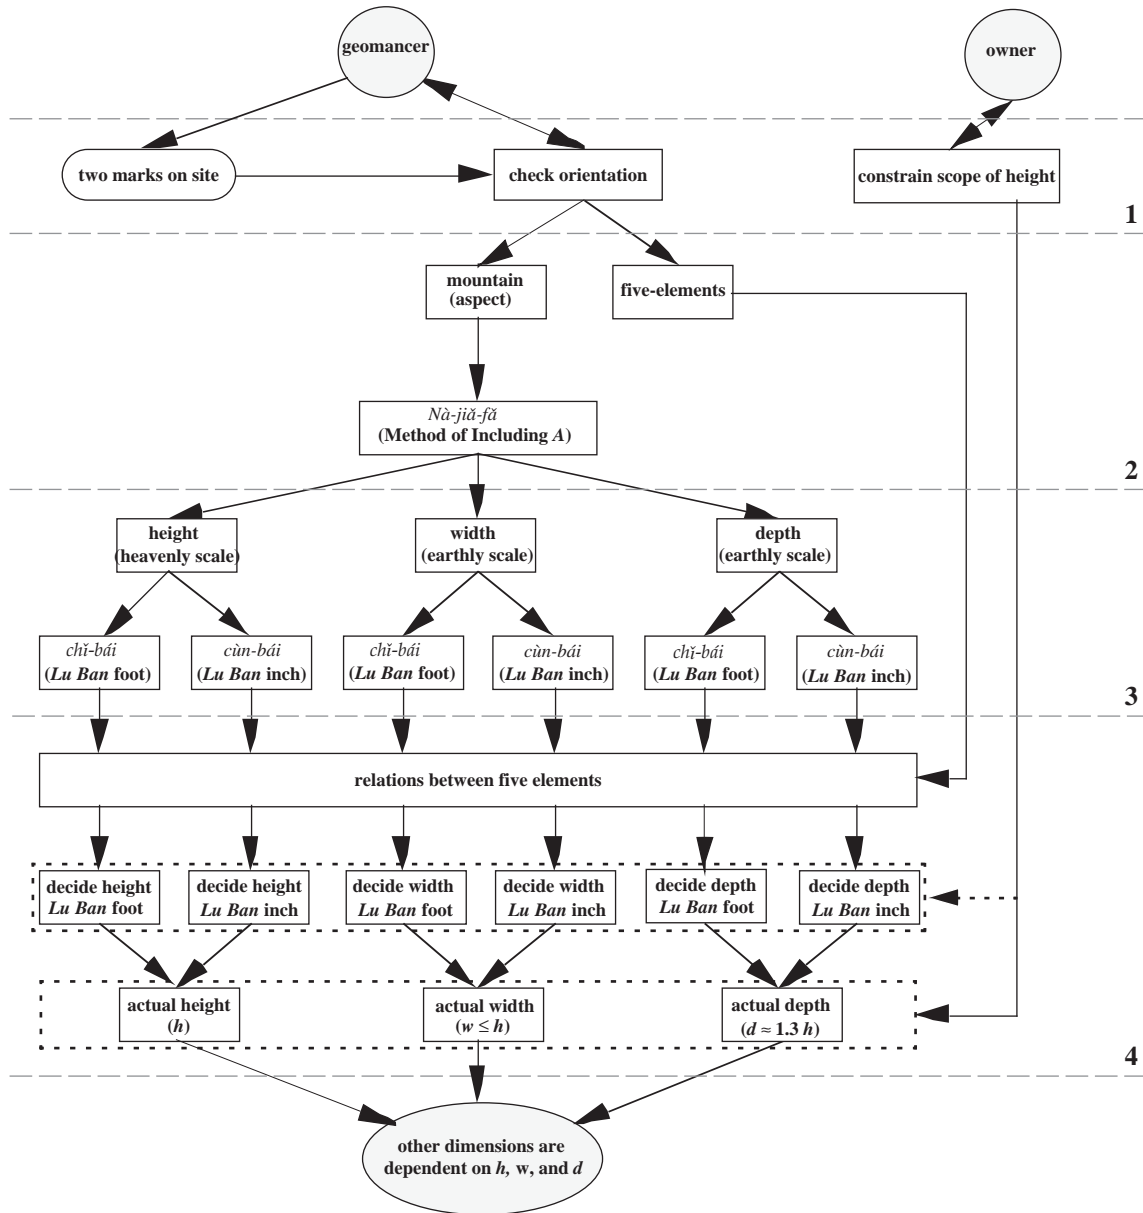 geomancer
owner
two marks on site
check orientation
constrain scope of height
1
mountain
(aspect)
five-elements
Nà-jiǎ-fǎ
(Method of Including A)
2
height
(heavenly scale)
width
(earthly scale)
depth
(earthly scale)
chǐ-bái
(Lu Ban foot)
cùn-bái
(Lu Ban inch)
chǐ-bái
(Lu Ban foot)
cùn-bái
(Lu Ban inch)
chǐ-bái
(Lu Ban foot)
cùn-bái
(Lu Ban inch)
3
relations between five elements
decide height
Lu Ban foot
decide height
Lu Ban inch
decide width
Lu Ban foot
decide width
Lu Ban inch
decide depth
Lu Ban foot
decide depth
Lu Ban inch
actual height
(h)
actual width
(w ≤ h)
actual depth
(d ≈ 1.3 h)
4
other dimensions are
dependent on h, w, and d